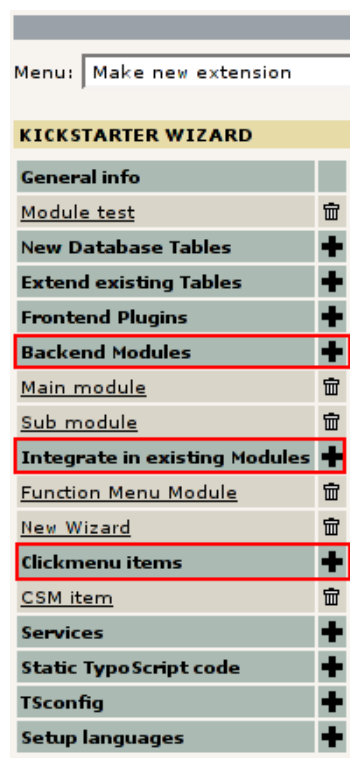 Menu: Make new extension
KICKSTARTER WIZARD
General info
Module test
New Database Tables
Extend existing Tables
Frontend Plugins
Backend Modules
Main module
Sub module
Integrate in existing Modules
Function Menu Module
New Wizard
Clickmenu items
CSM item
Services
Static TypoScript code
TSconfig
Setup languages